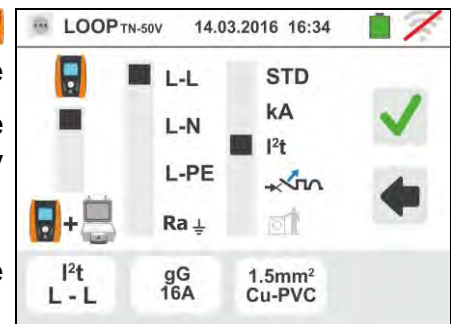 LOOP TN-50V 14.03.2016 16:34
L-L STD
L-N kA
I²t
L-PE
Ra
+
I²t gG 1.5mm²
L - L 16A Cu-PVC
e
e
y
e